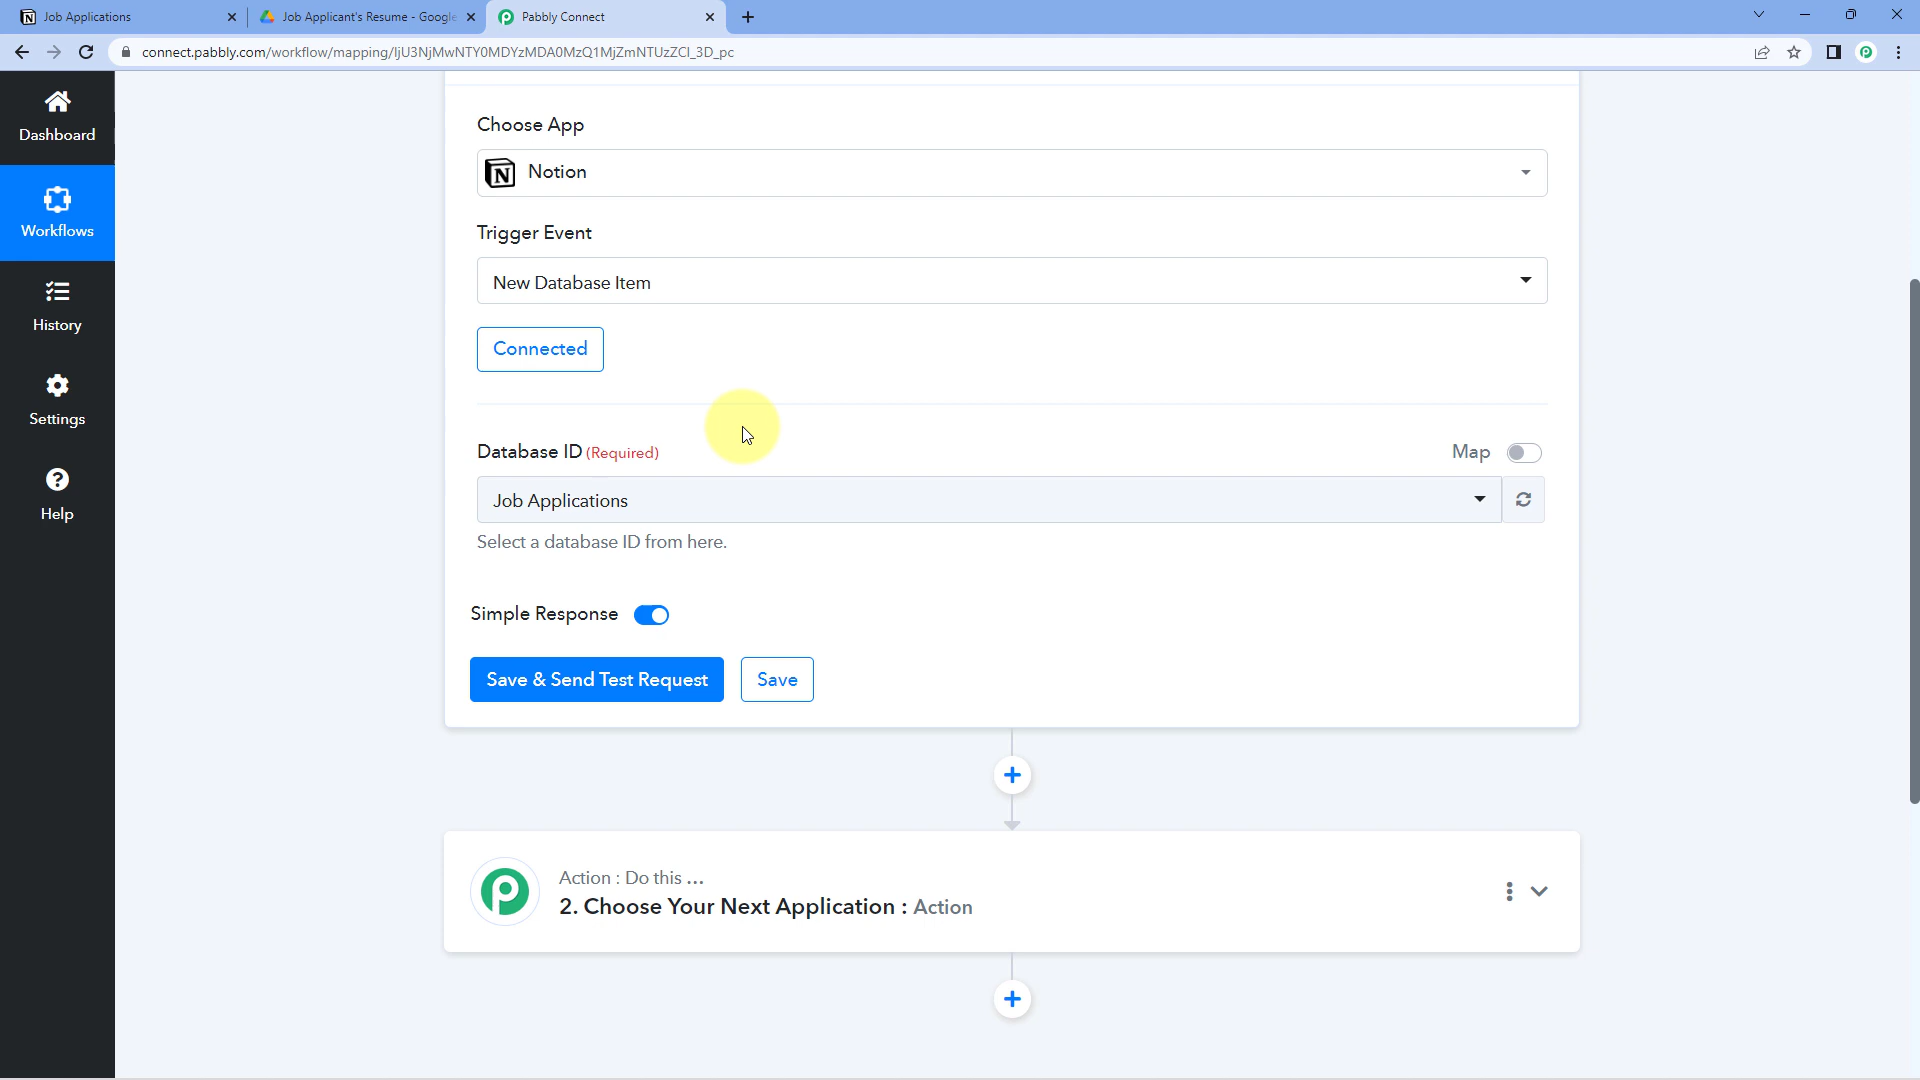 Job Applications
Job Applicant's Resume - Google
Pabbly Connect
connect.pabbly.com/workflow/mapping/IjU3NjMwNTY0MDYzMDA0MzQ1MjZmNTUzZCI_3D_pc
Dashboard
Workflows
History
Settings
Help
Choose App
Notion
Trigger Event
New Database Item
Connected
Database ID (Required)
Map
Job Applications
Select a database ID from here.
Simple Response
Save & Send Test Request
Save
Action : Do this ...
2. Choose Your Next Application : Action